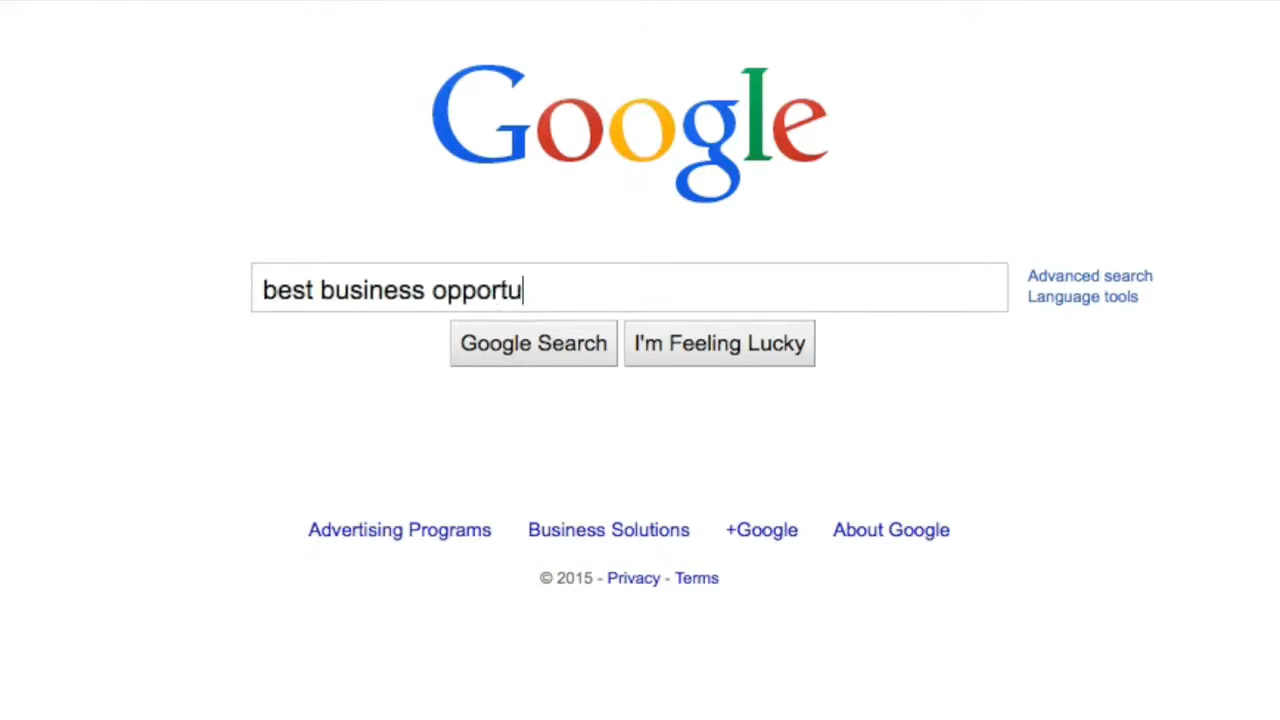 Google
best business opportu
Advanced search
Language tools
Google Search I'm Feeling Lucky
Advertising Programs Business Solutions +Google About Google
© 2015 - Privacy - Terms